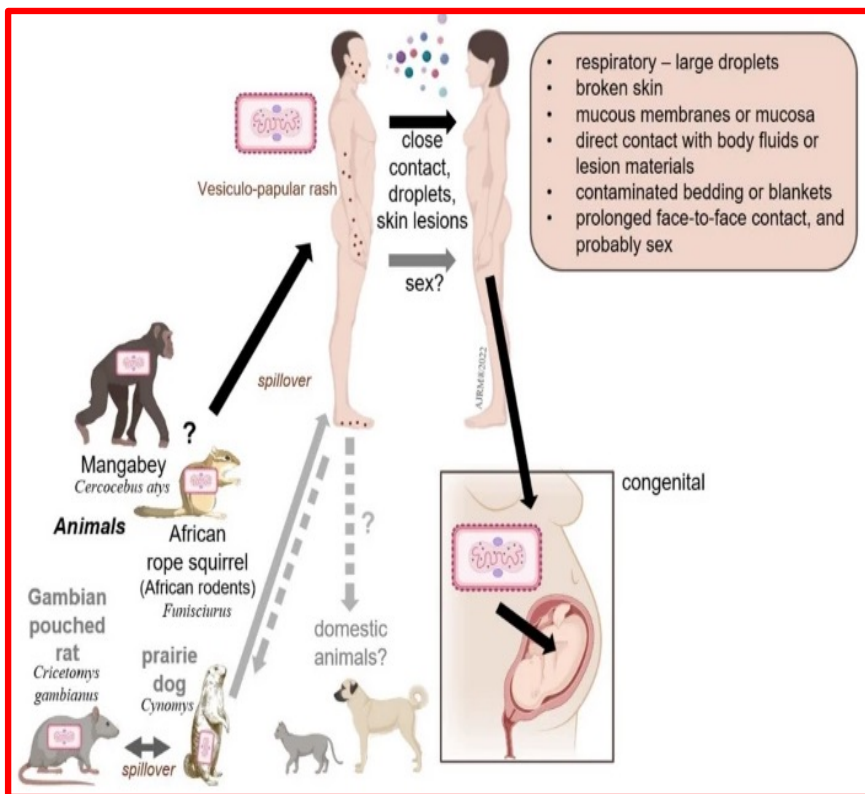 • respiratory – large droplets
• broken skin
• mucous membranes or mucosa
• direct contact with body fluids or
lesion materials
• contaminated bedding or blankets
• prolonged face-to-face contact, and
probably sex
close
contact,
droplets,
skin lesions
Vesiculo-papular rash
sex?
AJRM®2022
spillover
?
Mangabey
Cercocebus atys
Animals
African
rope squirrel
(African rodents)
Funisciurus
congenital
?
Gambian
pouched
rat
Cricetomys
gambianus
prairie
dog
Cynomys
domestic
animals?
spillover